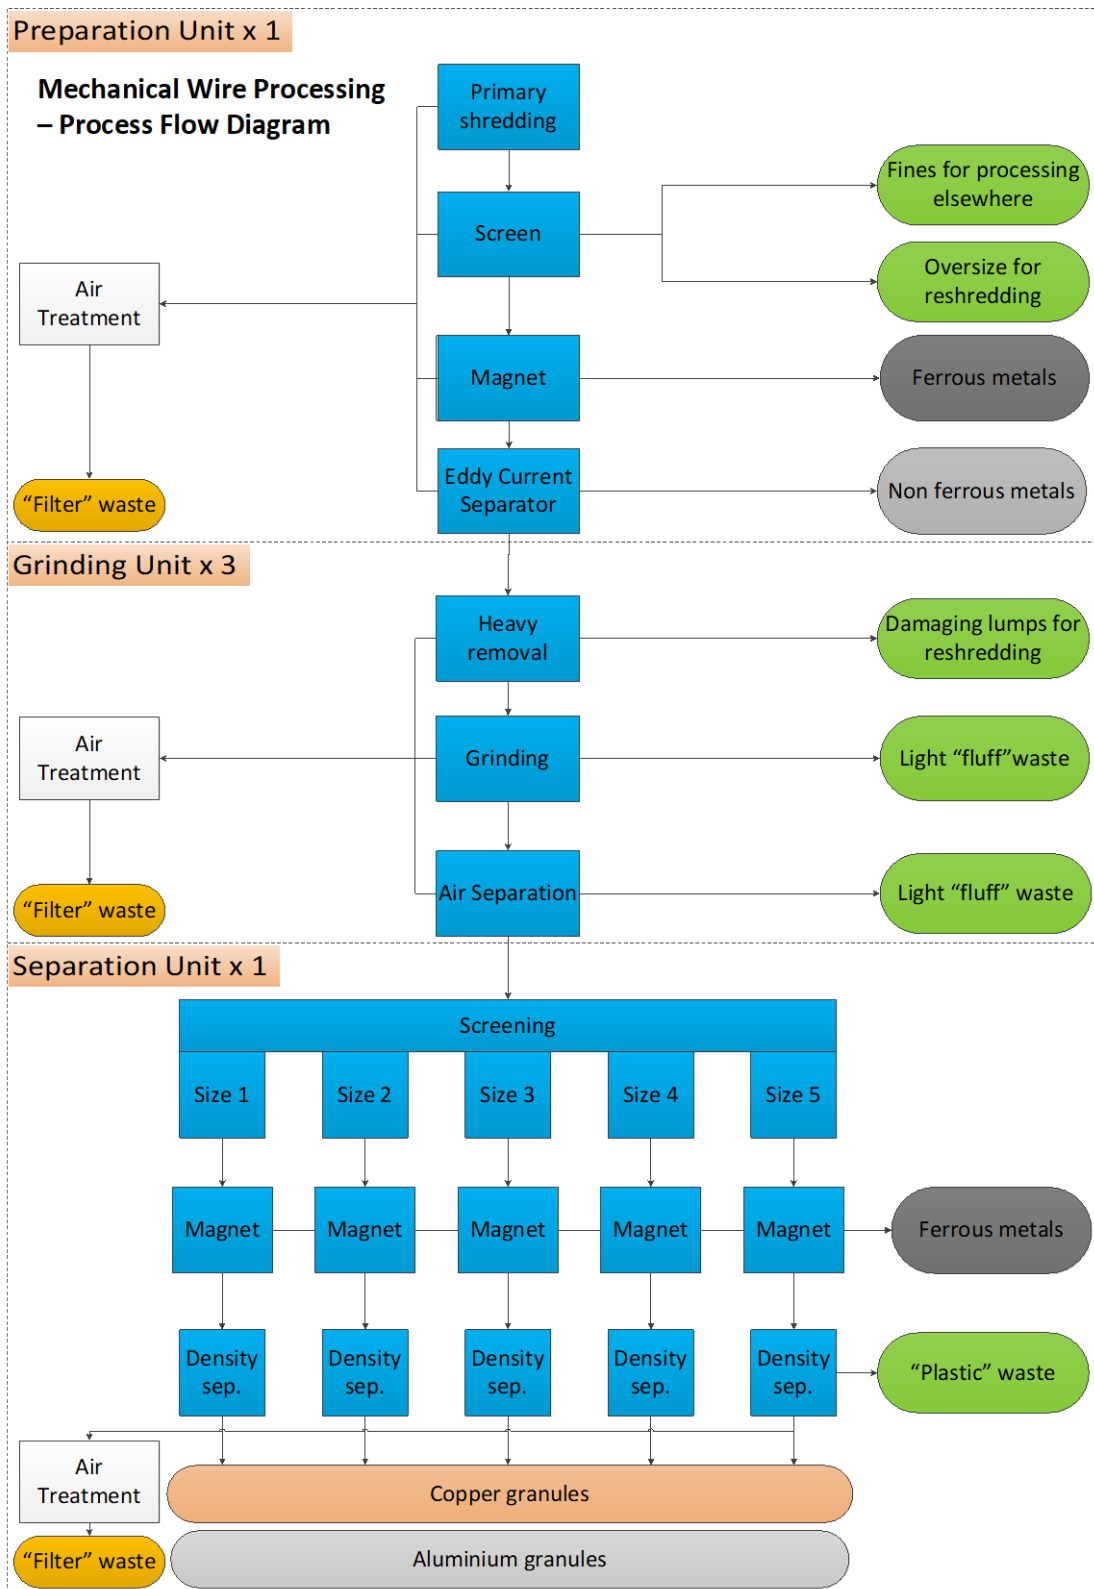 Preparation Unit x 1
Mechanical Wire Processing
– Process Flow Diagram
Primary
shredding
Fines for processing
elsewhere
Screen
Oversize for
reshredding
Air
Treatment
Magnet
Ferrous metals
Eddy Current
Separator
Non ferrous metals
“Filter” waste
Grinding Unit x 3
Heavy
removal
Damaging lumps for
reshredding
Air
Treatment
Grinding
Light “fluff”waste
Air Separation
Light “fluff” waste
“Filter” waste
Separation Unit x 1
Screening
Size 1
Size 2
Size 3
Size 4
Size 5
Magnet
Magnet
Magnet
Magnet
Magnet
Ferrous metals
Density
sep.
Density
sep.
Density
sep.
Density
sep.
Density
sep.
“Plastic” waste
Air
Treatment
Copper granules
“Filter” waste
Aluminium granules